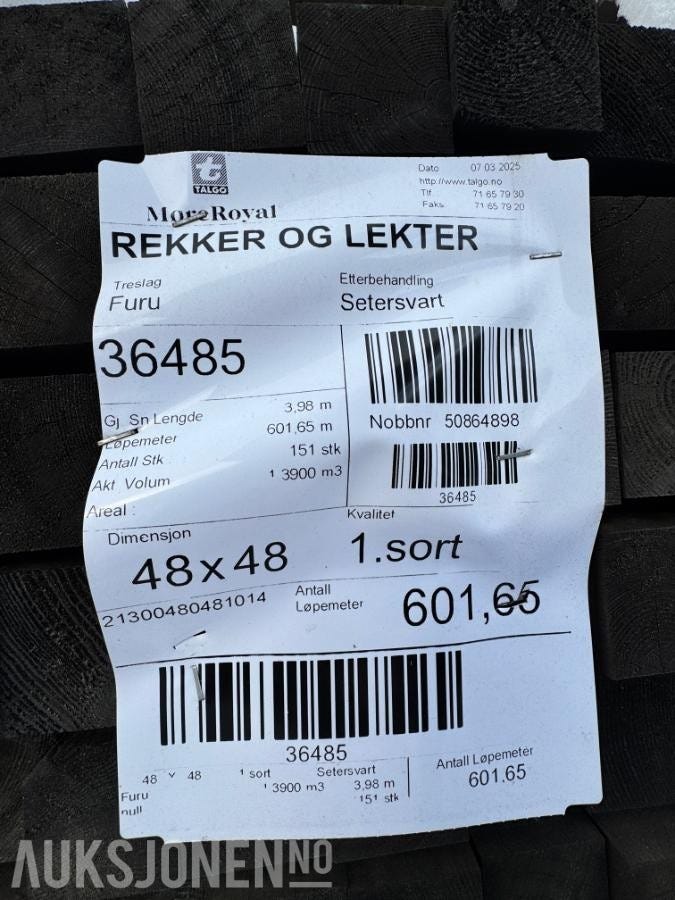 t
TALGO
MøreRoyal
Dato 07 03 2025
http://www.talgo.no
Tlf 71 65 79 30
Faks 71 65 79 20
REKKER OG LEKTER
Treslag
Furu
Etterbehandling
Setersvart
36485
Gj. Sn Lengde 3,98 m
Løpemeter 601,65 m
Antall Stk 151 stk
Akt Volum 1 3900 m3
Areal :
Nobbnr 50864898
36485
Dimensjon
48 x 48
Kvalitet
1.sort
21300480481014
Antall
Løpemeter
601,65
36485
48 x 48 1 sort Setersvart
Furu 1 3900 m3 3,98 m
null 151 stk
Antall Løpemeter
601,65
AUKSJONEN NO